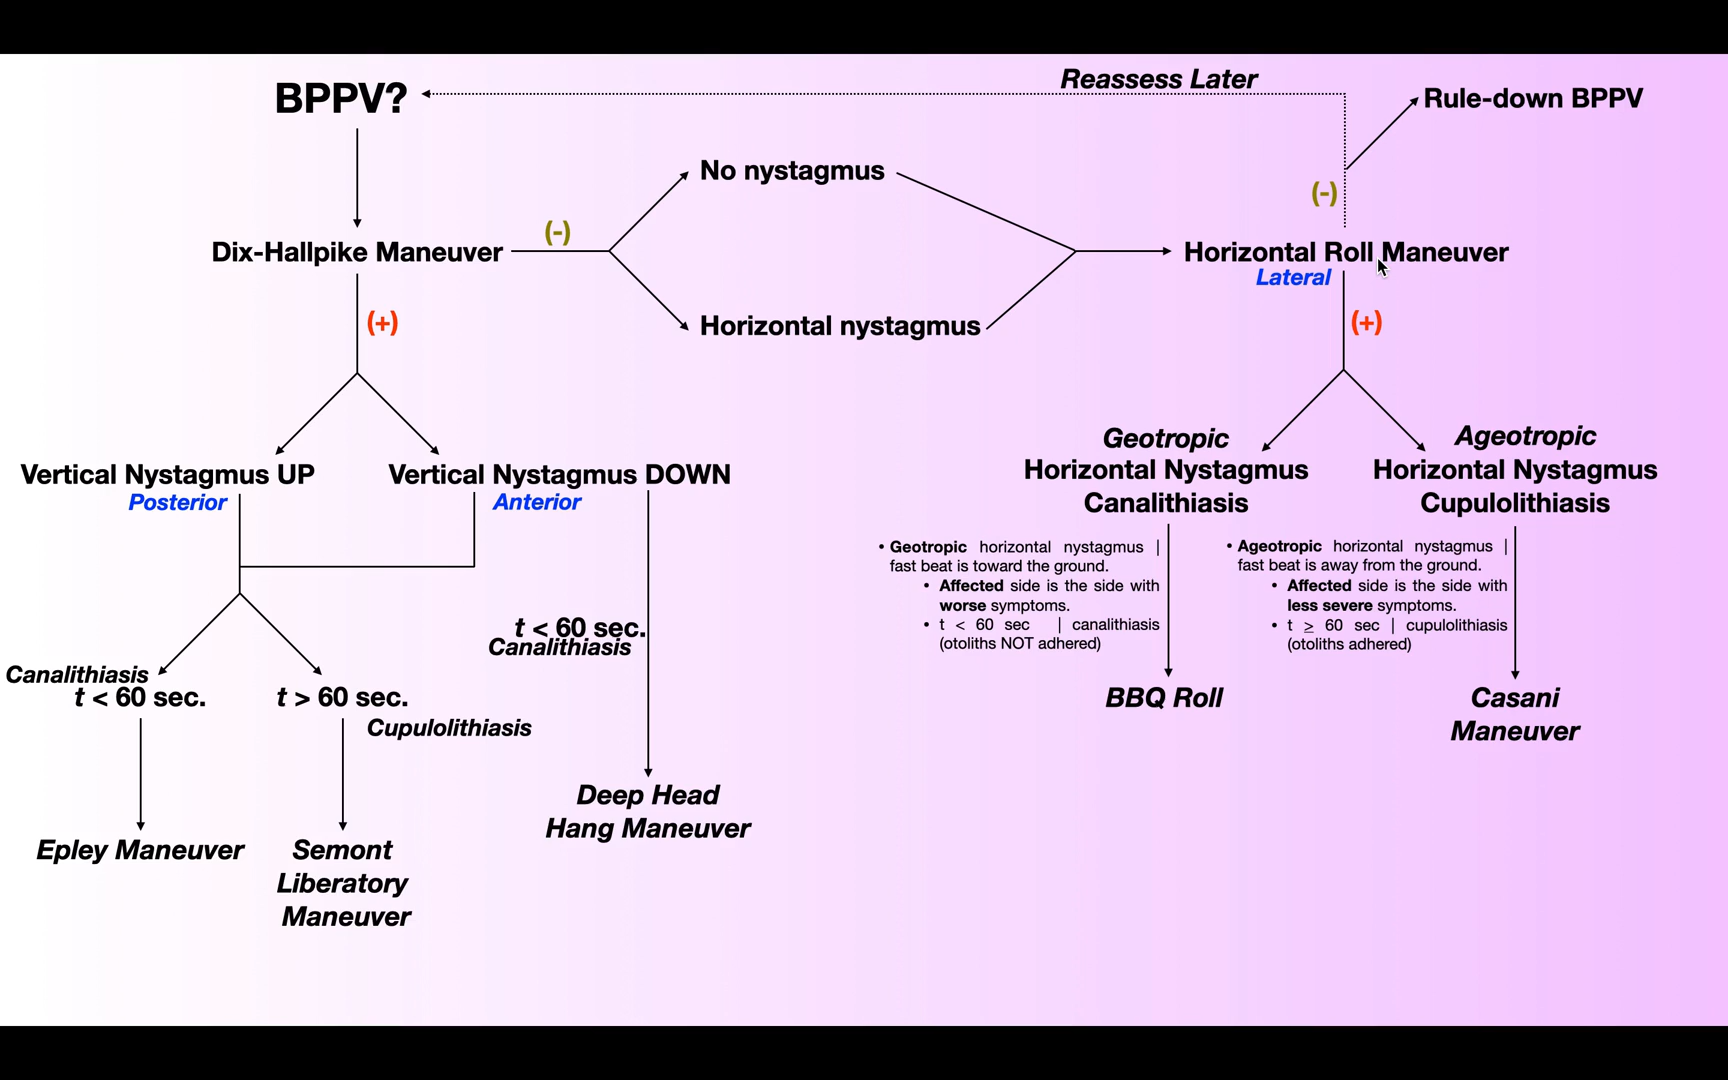 Reassess Later
BPPV?
Rule-down BPPV
No nystagmus
(-)
(-)
Dix-Hallpike Maneuver
Horizontal Roll Maneuver
Lateral
(+)
Horizontal nystagmus
(+)
Geotropic
Horizontal Nystagmus
Canalithiasis
Ageotropic
Horizontal Nystagmus
Cupulolithiasis
Vertical Nystagmus UP
Posterior
Vertical Nystagmus DOWN
Anterior
• Geotropic horizontal nystagmus |
fast beat is toward the ground.
• Affected side is the side with
worse symptoms.
• t < 60 sec | canalithiasis
(otoliths NOT adhered)
• Ageotropic horizontal nystagmus |
fast beat is away from the ground.
• Affected side is the side with
less severe symptoms.
• t ≥ 60 sec | cupulolithiasis
(otoliths adhered)
t < 60 sec.
Canalithiasis
Canalithiasis
t < 60 sec.
t > 60 sec.
Cupulolithiasis
BBQ Roll
Casani
Maneuver
Deep Head
Hang Maneuver
Epley Maneuver
Semont
Liberatory
Maneuver